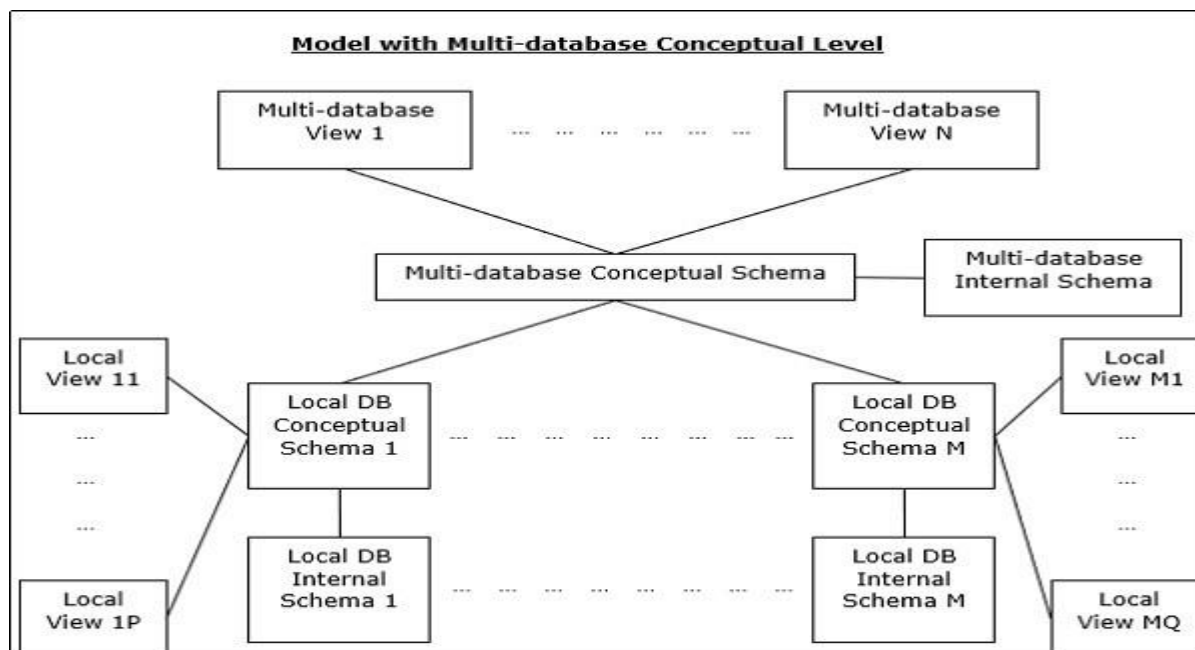 Model with Multi-database Conceptual Level
Multi-database
View 1
... ... ... ... ... ...
Multi-database
View N
Multi-database Conceptual Schema
Multi-database
Internal Schema
Local
View 11
...
...
...
Local
View 1P
Local DB
Conceptual
Schema 1
... ... ... ... ... ... ... ...
Local DB
Conceptual
Schema M
Local
View M1
...
...
...
Local
View MQ
Local DB
Internal
Schema 1
... ... ... ... ... ... ... ...
Local DB
Internal
Schema M